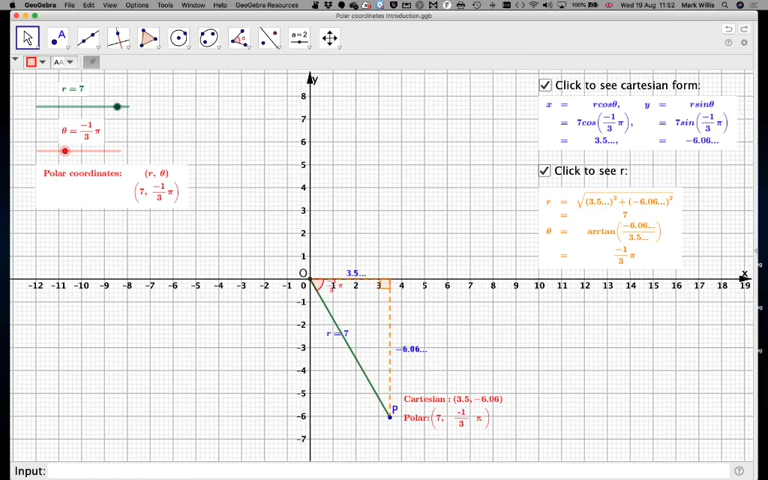 GeoGebra File Edit View Options Tools Window Help GeoGebra Resources 100% Wed 19 Aug 11:52 Mark Willis
Polar coordinates introduction.ggb
A a=2
AA
r = 7
θ = -1/3 π
Polar coordinates: (r, θ)
(7, -1/3 π)
Click to see cartesian form:
x = rcosθ, y = rsinθ
= 7cos(-1/3 π), = 7sin(-1/3 π)
= 3.5..., = -6.06...
Click to see r:
r = √(3.5...)² + (-6.06...)²
= 7
θ = arctan(-6.06.../3.5...)
= -1/3 π
y
8
7
6
5
4
3
2
1
O 3.5... x
-12 -11 -10 -9 -8 -7 -6 -5 -4 -3 -2 -1 0 1 2 3 4 5 6 7 8 9 10 11 12 13 14 15 16 17 18 19
-1/3 π
-1
-2
r = 7
-3 -6.06...
-4
-5
Cartesian : (3.5, -6.06)
P
-6 Polar:(7, -1/3 π)
-7
Input: